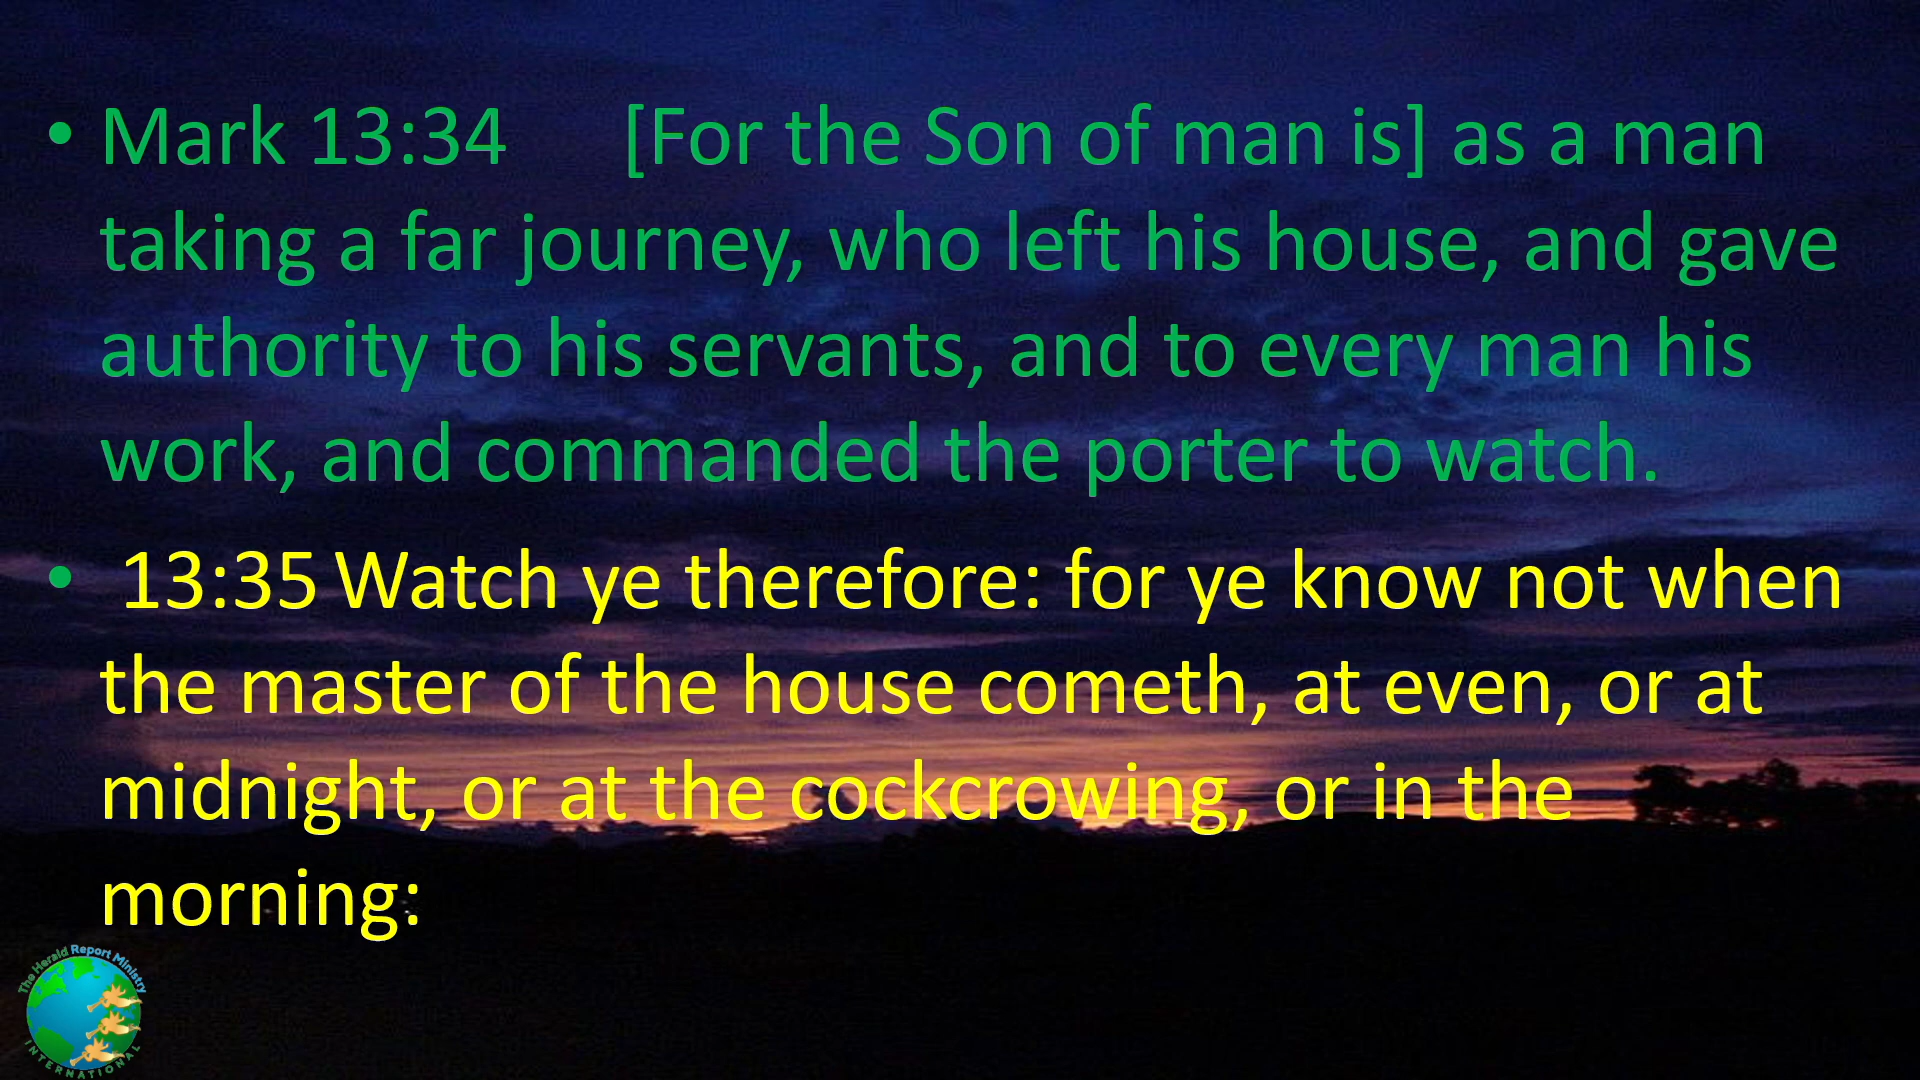 • Mark 13:34 [For the Son of man is] as a man
taking a far journey, who left his house, and gave
authority to his servants, and to every man his
work, and commanded the porter to watch.
• 13:35 Watch ye therefore: for ye know not when
the master of the house cometh, at even, or at
midnight, or at the cockcrowing, or in the
morning:
The Herald Report Ministry
INTERNATIONAL